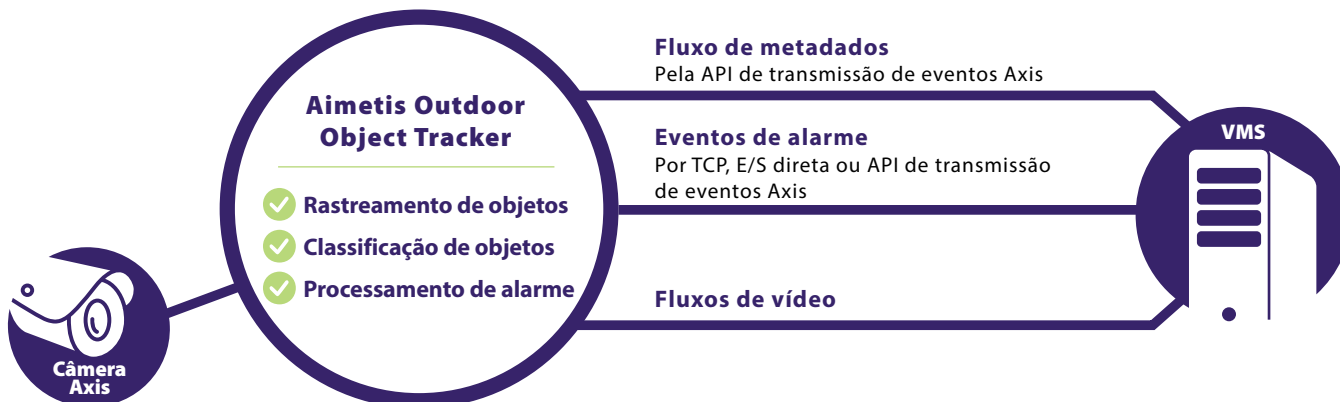 Fluxo de metadados
Pela API de transmissão de eventos Axis
Aimetis Outdoor
Object Tracker
Eventos de alarme
Por TCP, E/S direta ou API de transmissão
de eventos Axis
VMS
Rastreamento de objetos
Classificação de objetos
Processamento de alarme
Fluxos de vídeo
Câmera
Axis